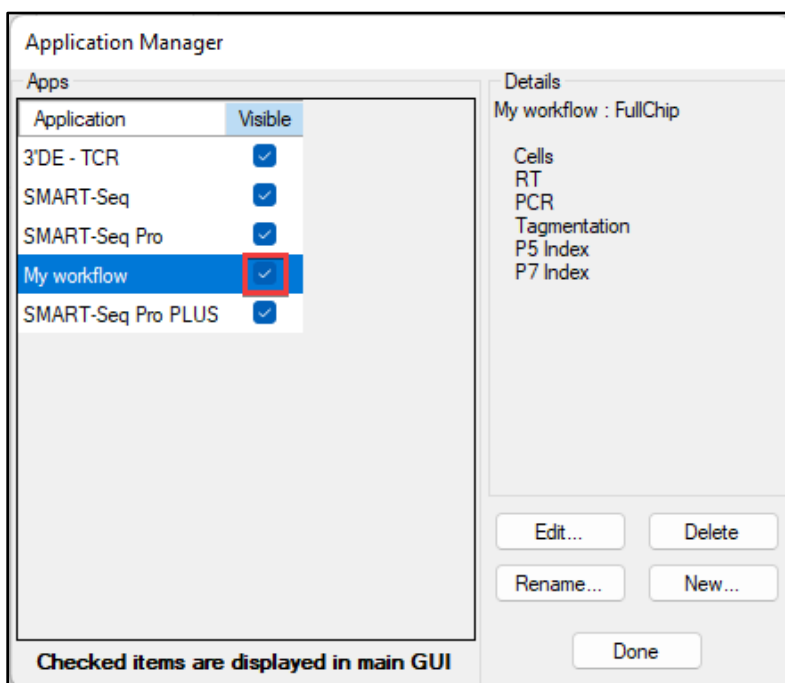 Application Manager
Apps
Application Visible
3'DE - TCR
SMART-Seq
SMART-Seq Pro
My workflow
SMART-Seq Pro PLUS
Checked items are displayed in main GUI
Details
My workflow : FullChip
Cells
RT
PCR
Tagmentation
P5 Index
P7 Index
Edit... Delete
Rename... New...
Done